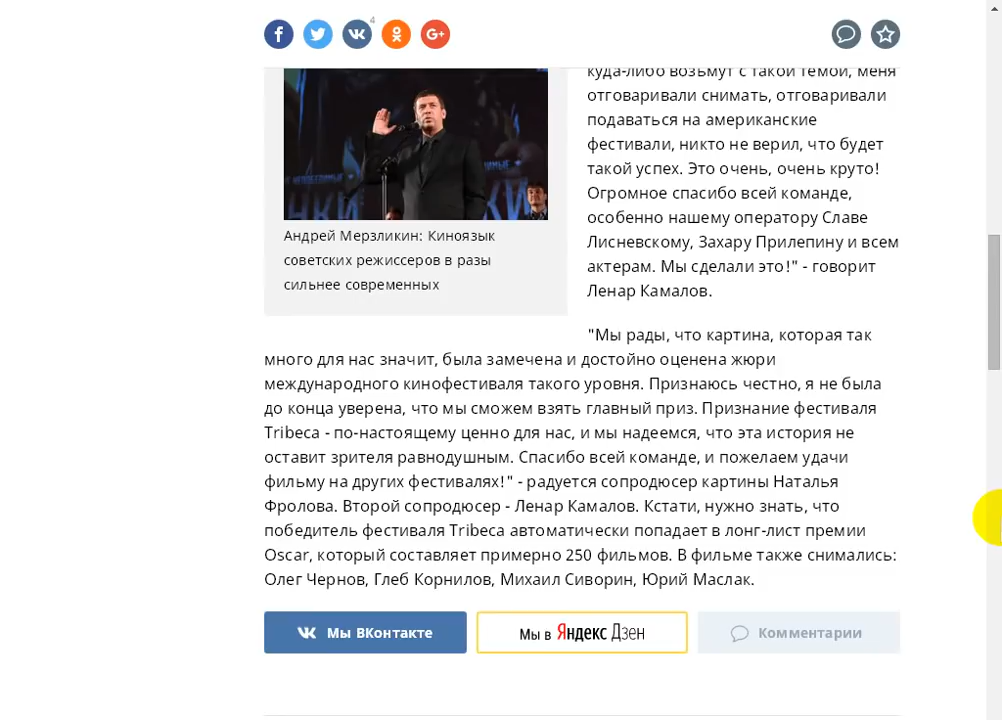 4
куда-либо возьмут с такой темой, меня
отговаривали снимать, отговаривали
подаваться на американские
фестивали, никто не верил, что будет
такой успех. Это очень, очень круто!
Огромное спасибо всей команде,
особенно нашему оператору Славе
Лисневскому, Захару Прилепину и всем
актерам. Мы сделали это!" - говорит
Ленар Камалов.
Андрей Мерзликин: Киноязык
советских режиссеров в разы
сильнее современных
"Мы рады, что картина, которая так
много для нас значит, была замечена и достойно оценена жюри
международного кинофестиваля такого уровня. Признаюсь честно, я не была
до конца уверена, что мы сможем взять главный приз. Признание фестиваля
Tribeca - по-настоящему ценно для нас, и мы надеемся, что эта история не
оставит зрителя равнодушным. Спасибо всей команде, и пожелаем удачи
фильму на других фестивалях!" - радуется сопродюсер картины Наталья
Фролова. Второй сопродюсер - Ленар Камалов. Кстати, нужно знать, что
победитель фестиваля Tribeca автоматически попадает в лонг-лист премии
Oscar, который составляет примерно 250 фильмов. В фильме также снимались:
Олег Чернов, Глеб Корнилов, Михаил Сиворин, Юрий Маслак.
Мы ВКонтакте
Мы в Яндекс Дзен
Комментарии